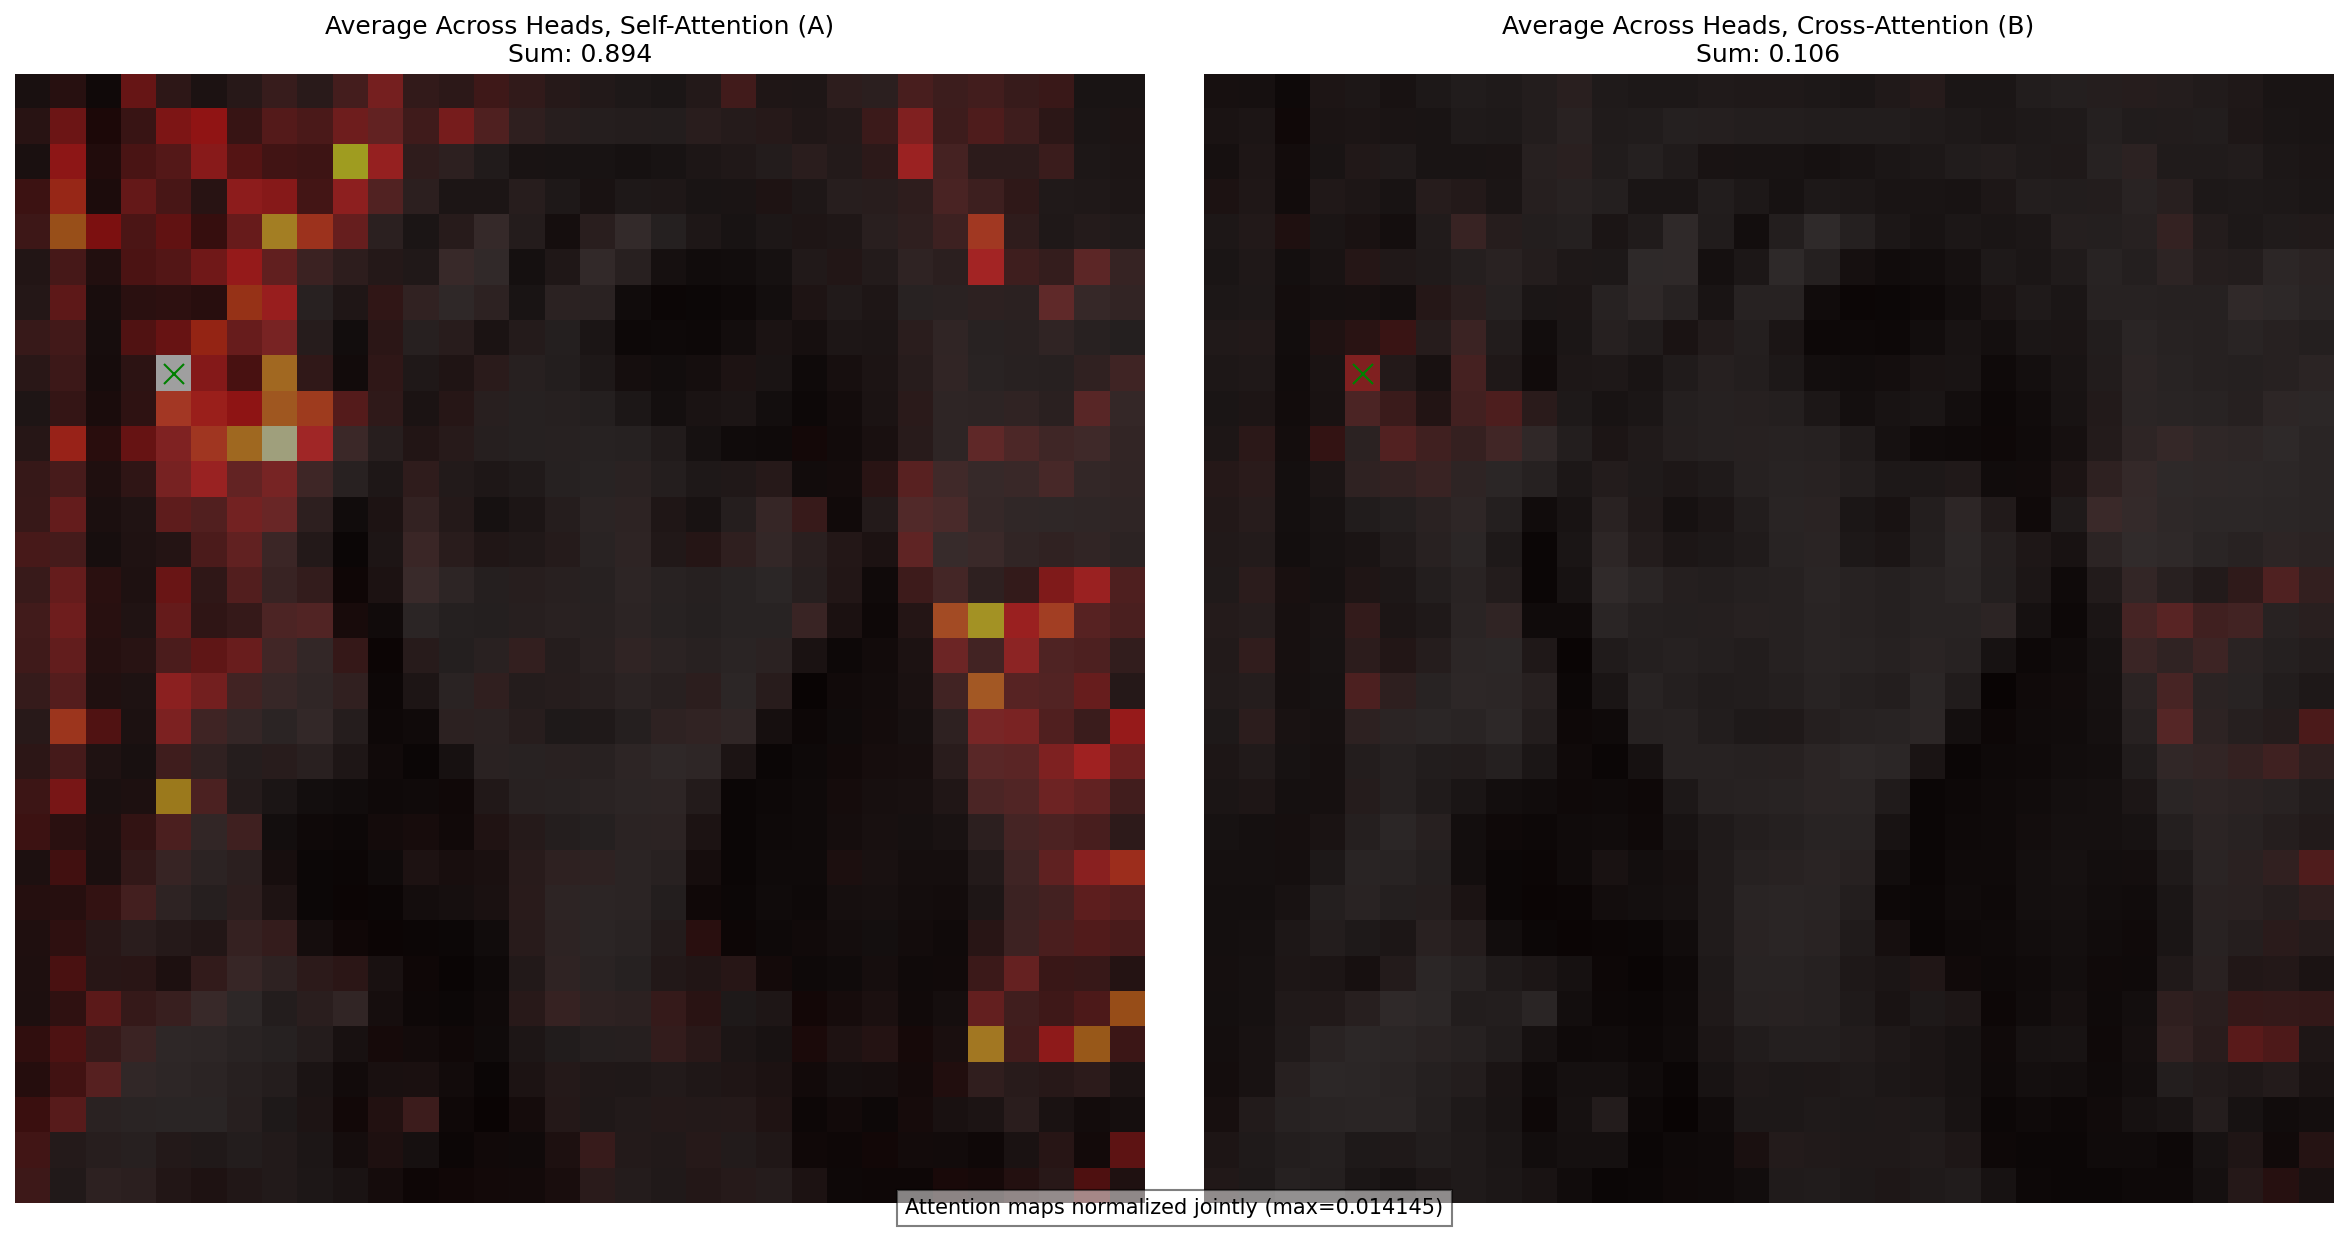 Average Across Heads, Self-Attention (A)
Sum: 0.894
Average Across Heads, Cross-Attention (B)
Sum: 0.106
Attention maps normalized jointly (max=0.014145)